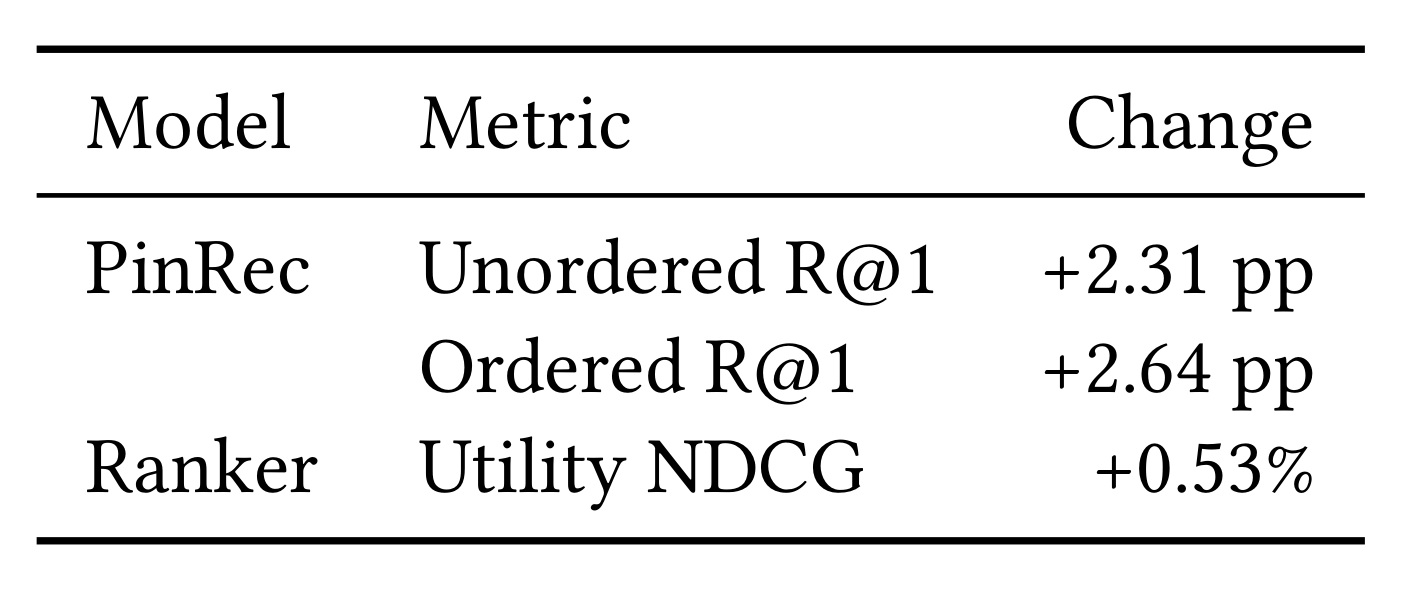 Model Metric Change
PinRec Unordered R@1 +2.31 pp
Ordered R@1 +2.64 pp
Ranker Utility NDCG +0.53%